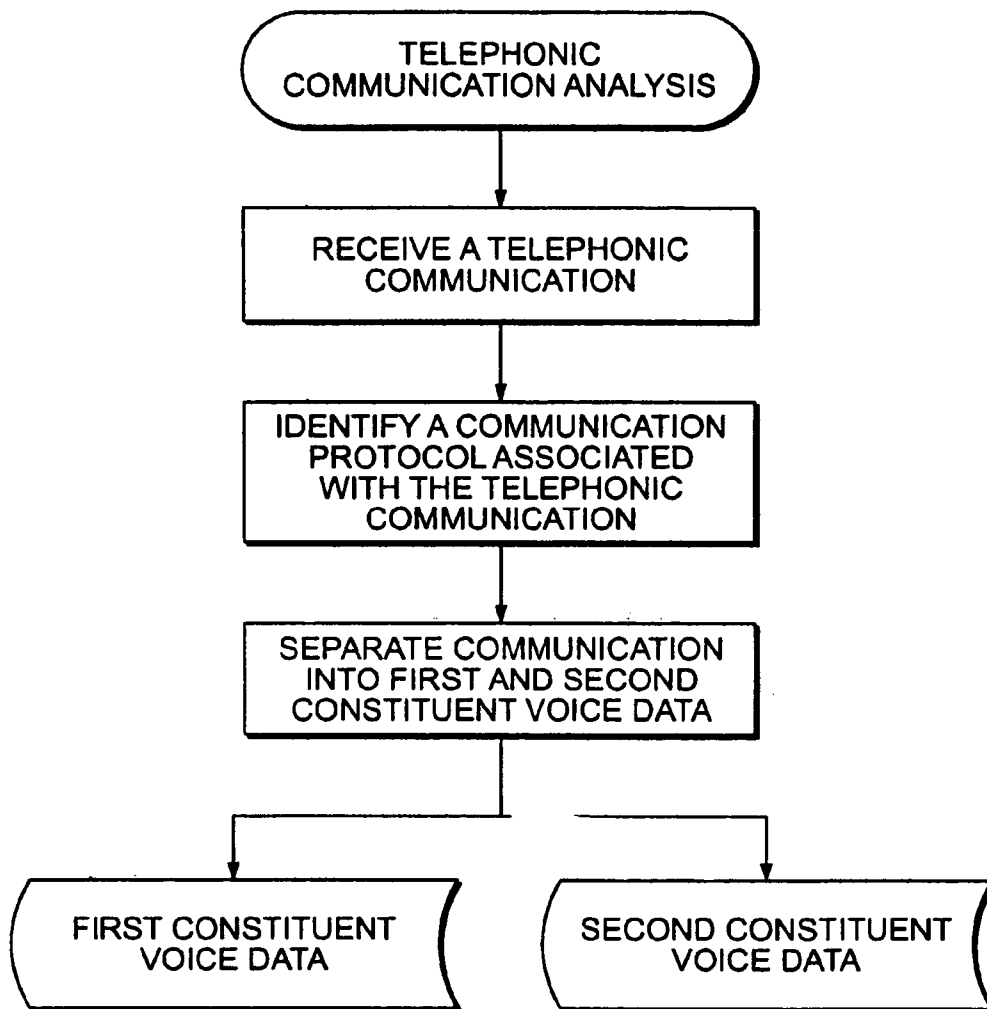 TELEPHONIC
COMMUNICATION ANALYSIS
RECEIVE A TELEPHONIC
COMMUNICATION
IDENTIFY A COMMUNICATION
PROTOCOL ASSOCIATED
WITH THE TELEPHONIC
COMMUNICATION
SEPARATE COMMUNICATION
INTO FIRST AND SECOND
CONSTITUENT VOICE DATA
FIRST CONSTITUENT
VOICE DATA
SECOND CONSTITUENT
VOICE DATA